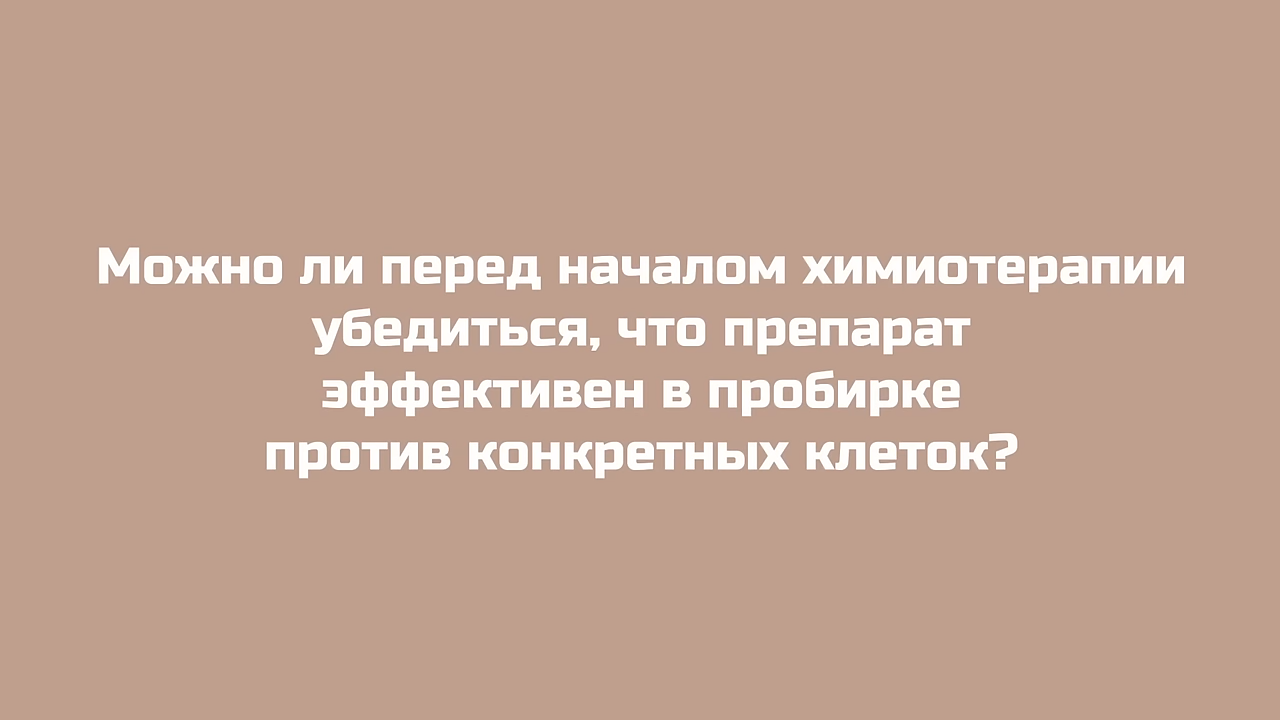 Можно ли перед началом химиотерапии
убедиться, что препарат
эффективен в пробирке
против конкретных клеток?